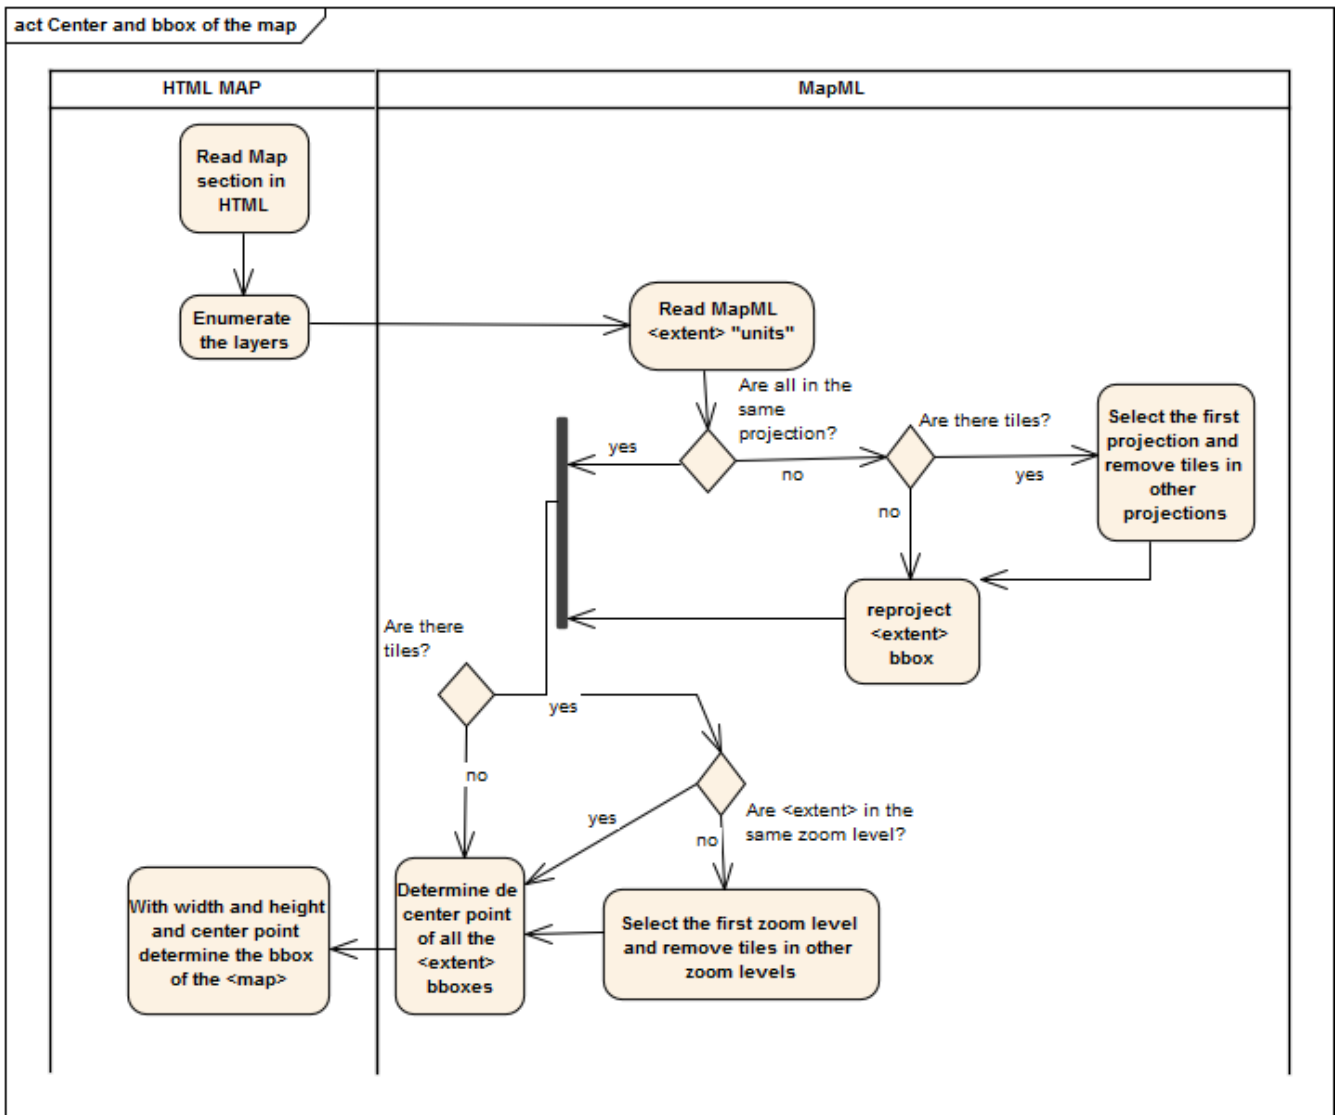 act Center and bbox of the map
HTML MAP
MapML
Read Map
section in
HTML
Enumerate
the layers
Read MapML
<extent> "units"
Are all in the
same
projection?
yes
no
Are there tiles?
yes
no
Select the first
projection and
remove tiles in
other
projections
reproject
<extent>
bbox
Are there
tiles?
yes
no
Are <extent> in the
same zoom level?
yes
no
Select the first zoom level
and remove tiles in other
zoom levels
Determine de
center point
of all the
<extent>
bboxes
With width and height
and center point
determine the bbox
of the <map>